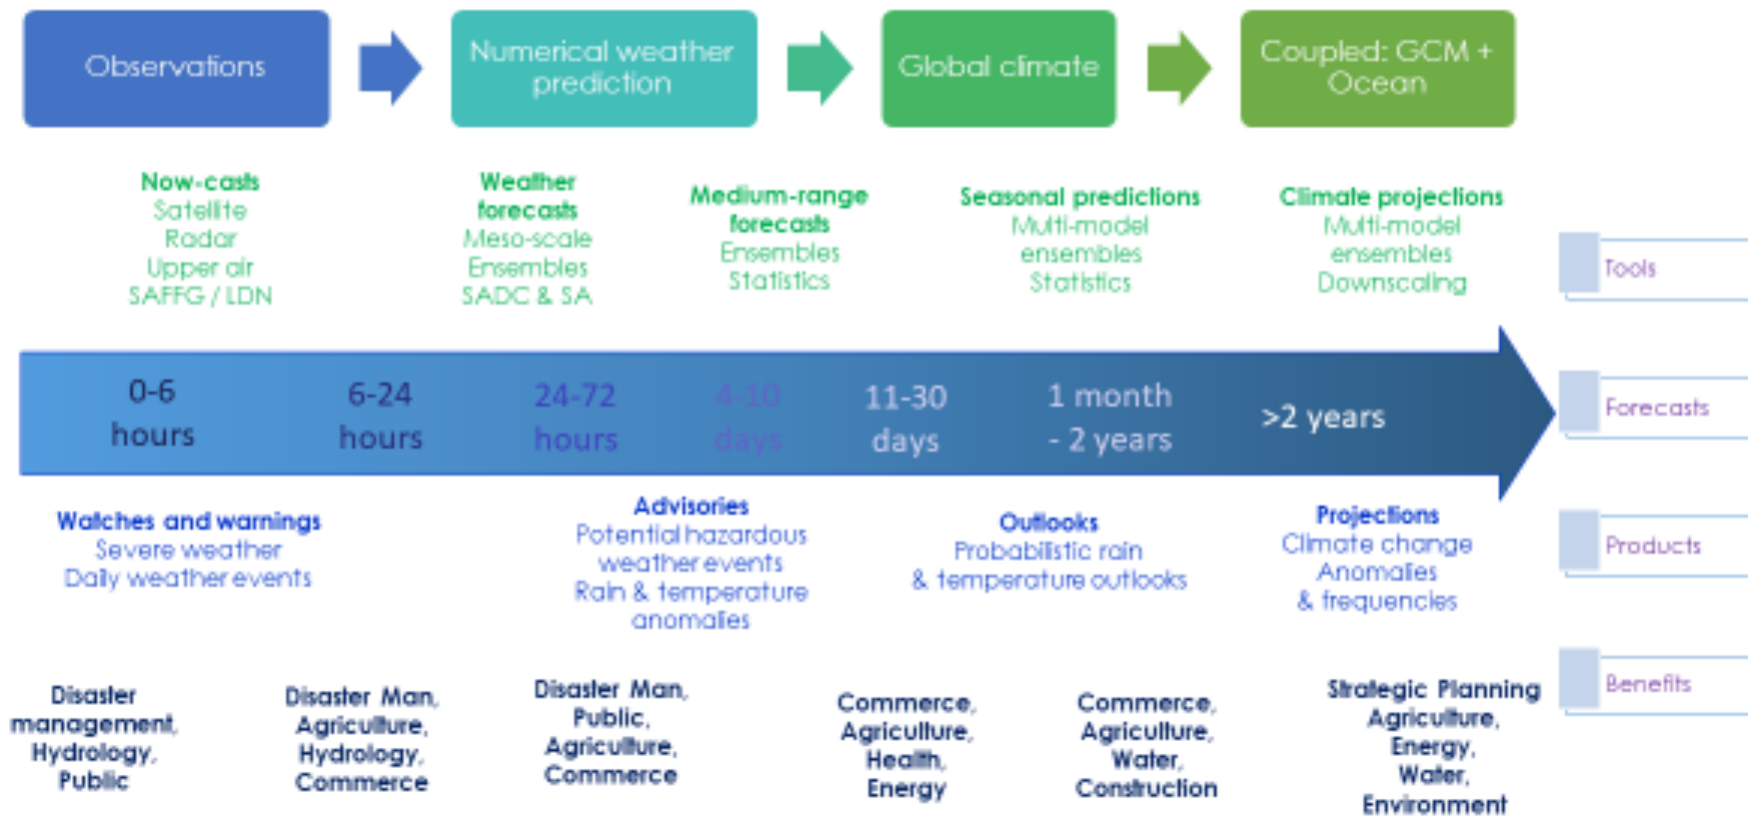 Observations
Numerical weather
prediction
Global climate
Coupled: GCM +
Ocean
Now-casts
Satellite
Radar
Upper air
SAFFG / LDN
Weather
forecasts
Meso-scale
Ensembles
SADC & SA
Medium-range
forecasts
Ensembles
Statistics
Seasonal predictions
Multi-model
ensembles
Statistics
Climate projections
Multi-model
ensembles
Downscaling
Tools
0-6
hours
6-24
hours
24-72
hours
4-10
days
11-30
days
1 month
- 2 years
>2 years
Forecasts
Watches and warnings
Severe weather
Daily weather events
Advisories
Potential hazardous
weather events
Rain & temperature
anomalies
Outlooks
Probabilistic rain
& temperature outlooks
Projections
Climate change
Anomalies
& frequencies
Products
Disaster
management,
Hydrology,
Public
Disaster Man,
Agriculture,
Hydrology,
Commerce
Disaster Man,
Public,
Agriculture,
Commerce
Commerce,
Agriculture,
Health,
Energy
Commerce,
Agriculture,
Water,
Construction
Strategic Planning
Agriculture,
Energy,
Water,
Environment
Benefits